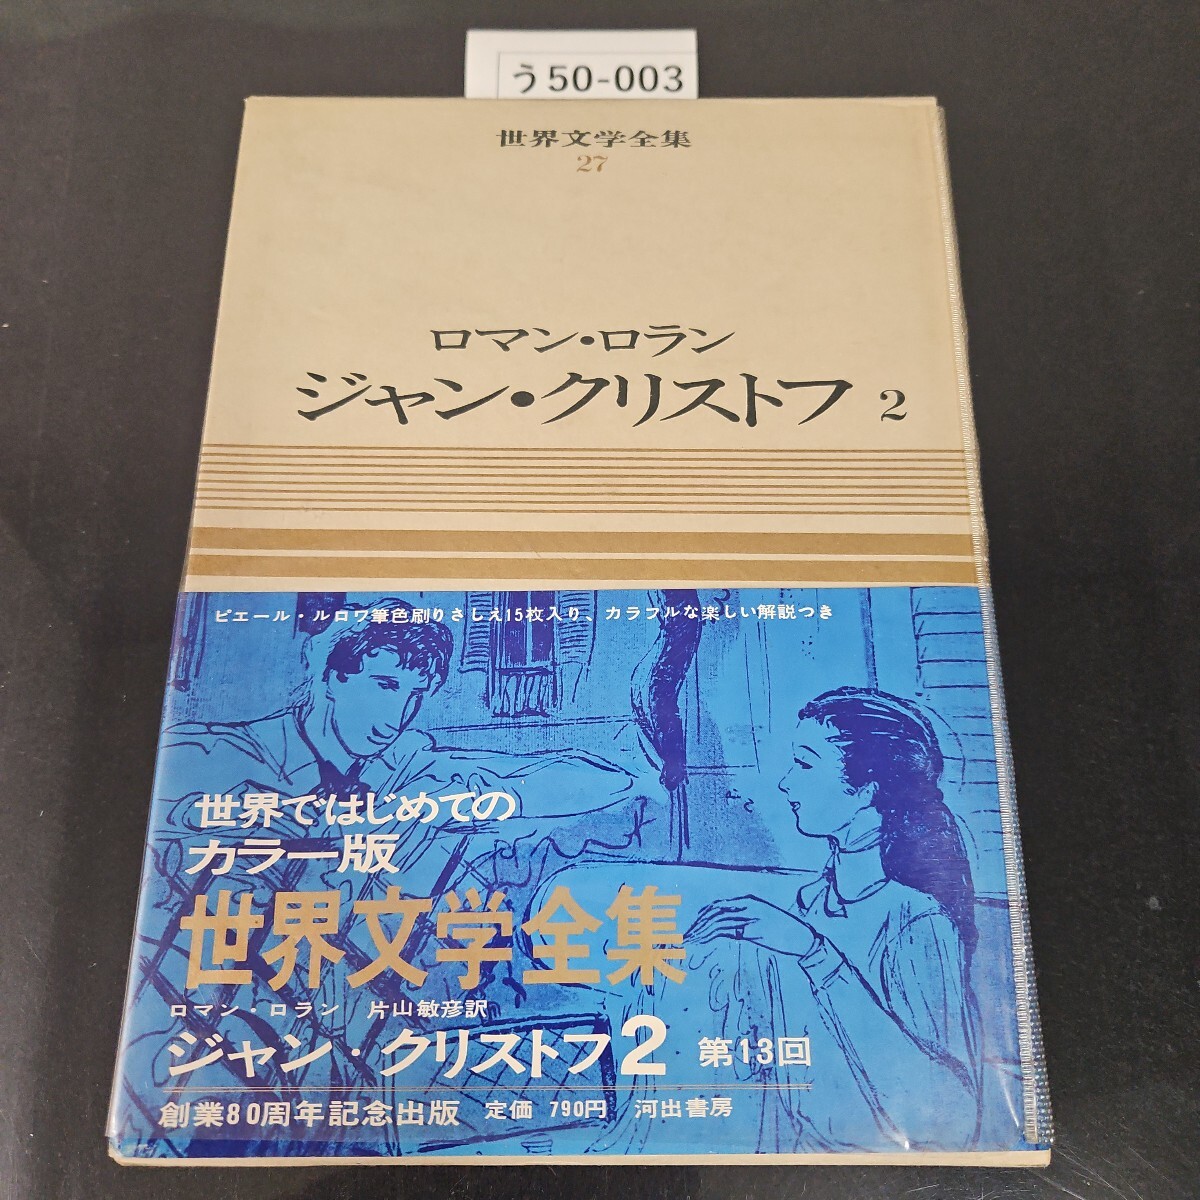 う50-003
世界文学全集
27
ロマン・ロラン
ジャン・クリストフ 2
ピエール・ルロワ筆色刷りさしえ15枚入り、カラフルな楽しい解説つき
世界ではじめての
カラー版
世界文学全集
ロマン・ロラン 片山敏彦訳
ジャン・クリストフ2 第13回
創業80周年記念出版 定価 790円 河出書房